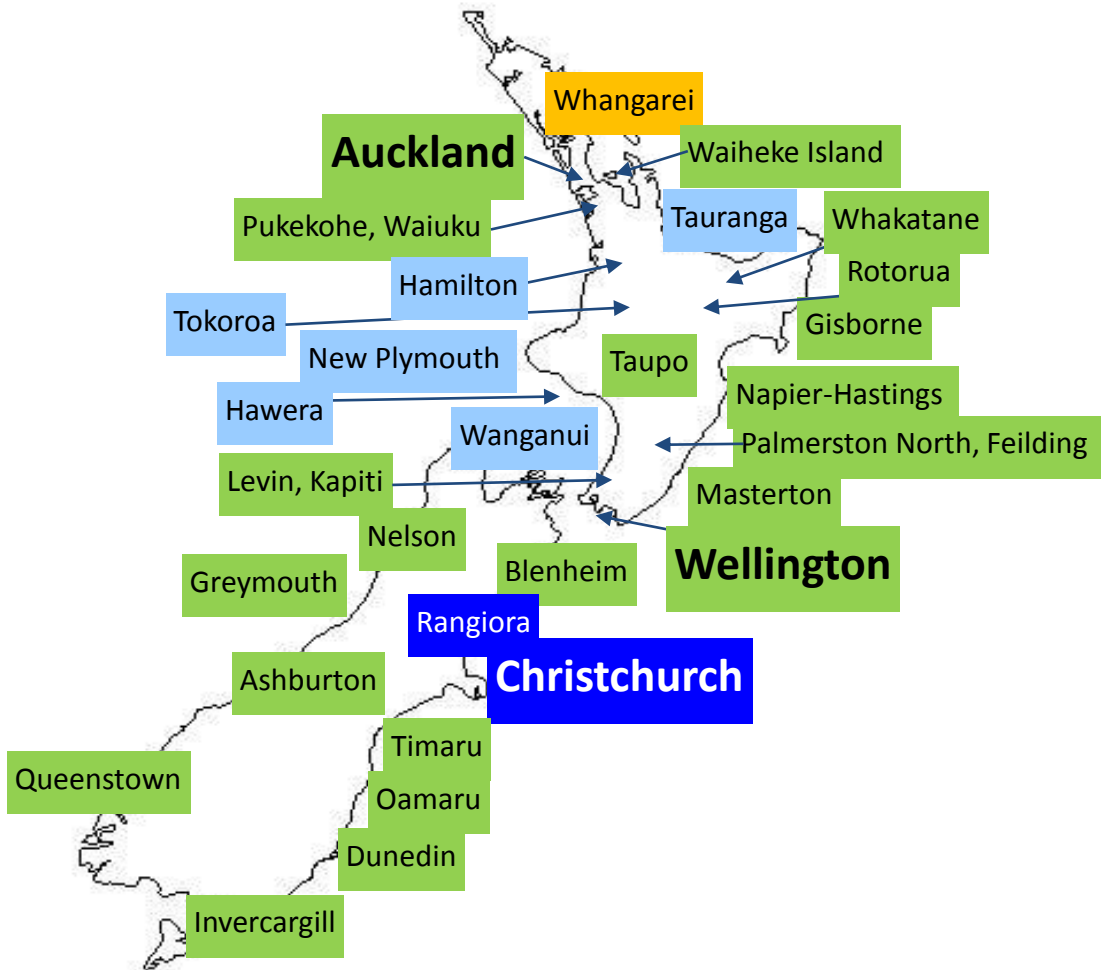 Whangarei
Auckland
Waiheke Island
Pukekohe, Waiuku
Tauranga
Whakatane
Hamilton
Rotorua
Tokoroa
Gisborne
New Plymouth
Taupo
Hawera
Napier-Hastings
Wanganui
Palmerston North, Feilding
Levin, Kapiti
Masterton
Nelson
Wellington
Blenheim
Greymouth
Rangiora
Christchurch
Ashburton
Timaru
Queenstown
Oamaru
Dunedin
Invercargill